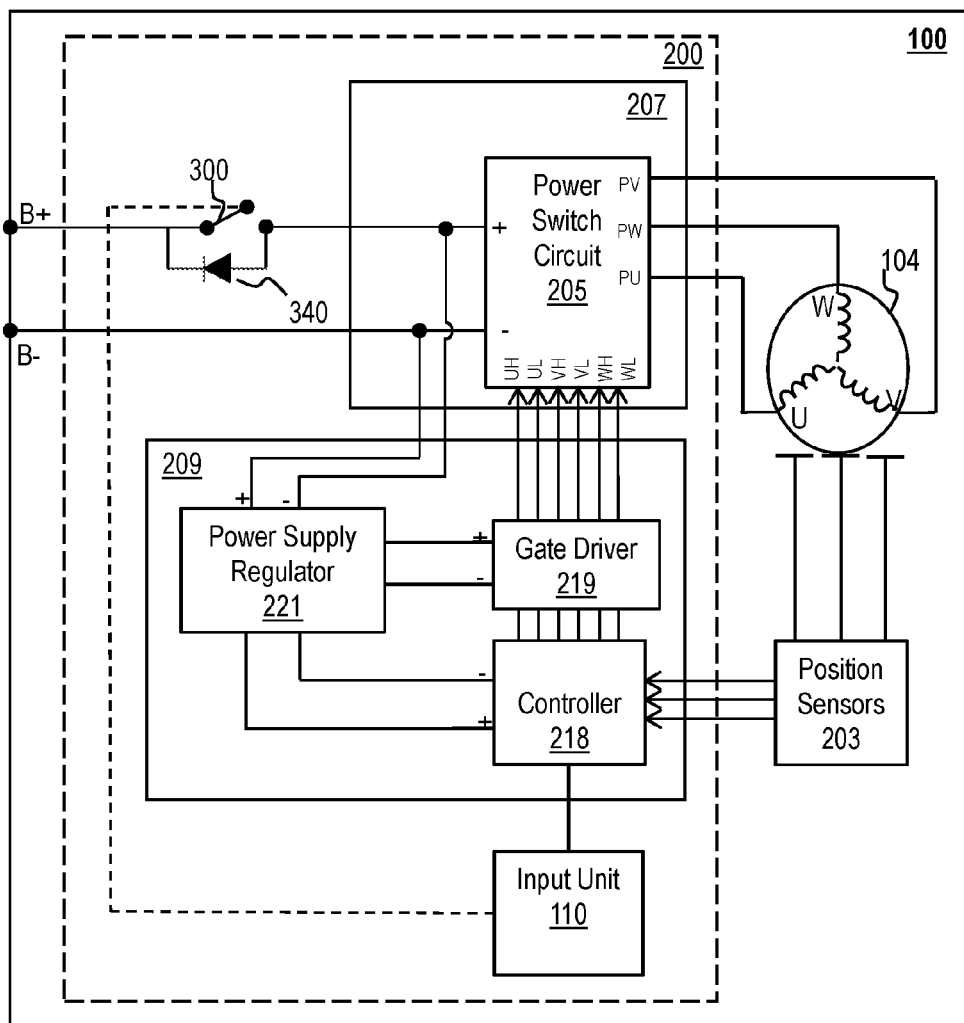 100
200
207
300
B+
340
B-
+
-
Power
Switch
Circuit
205
PV
PW
PU
UH
UL
VH
VL
WH
WL
104
W
U
V
209
+
-
Power Supply
Regulator
221
+
-
Gate Driver
219
-
+
Controller
218
Position
Sensors
203
Input Unit
110